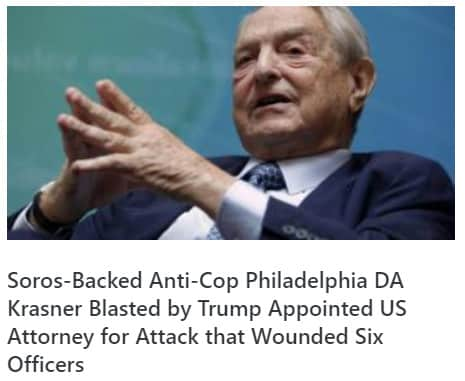 Soros-Backed Anti-Cop Philadelphia DA
Krasner Blasted by Trump Appointed US
Attorney for Attack that Wounded Six
Officers